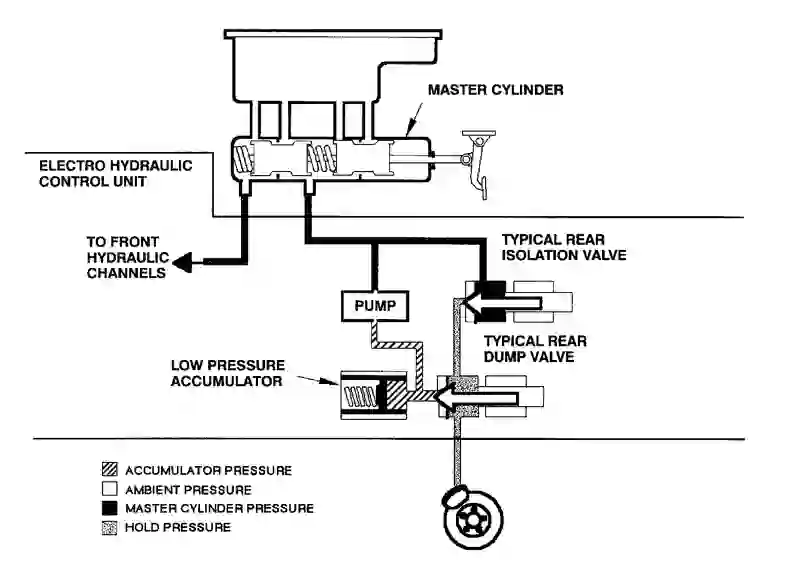 MASTER CYLINDER
ELECTRO HYDRAULIC
CONTROL UNIT
TO FRONT
HYDRAULIC
CHANNELS
TYPICAL REAR
ISOLATION VALVE
PUMP
TYPICAL REAR
DUMP VALVE
LOW PRESSURE
ACCUMULATOR
ACCUMULATOR PRESSURE
AMBIENT PRESSURE
MASTER CYLINDER PRESSURE
HOLD PRESSURE